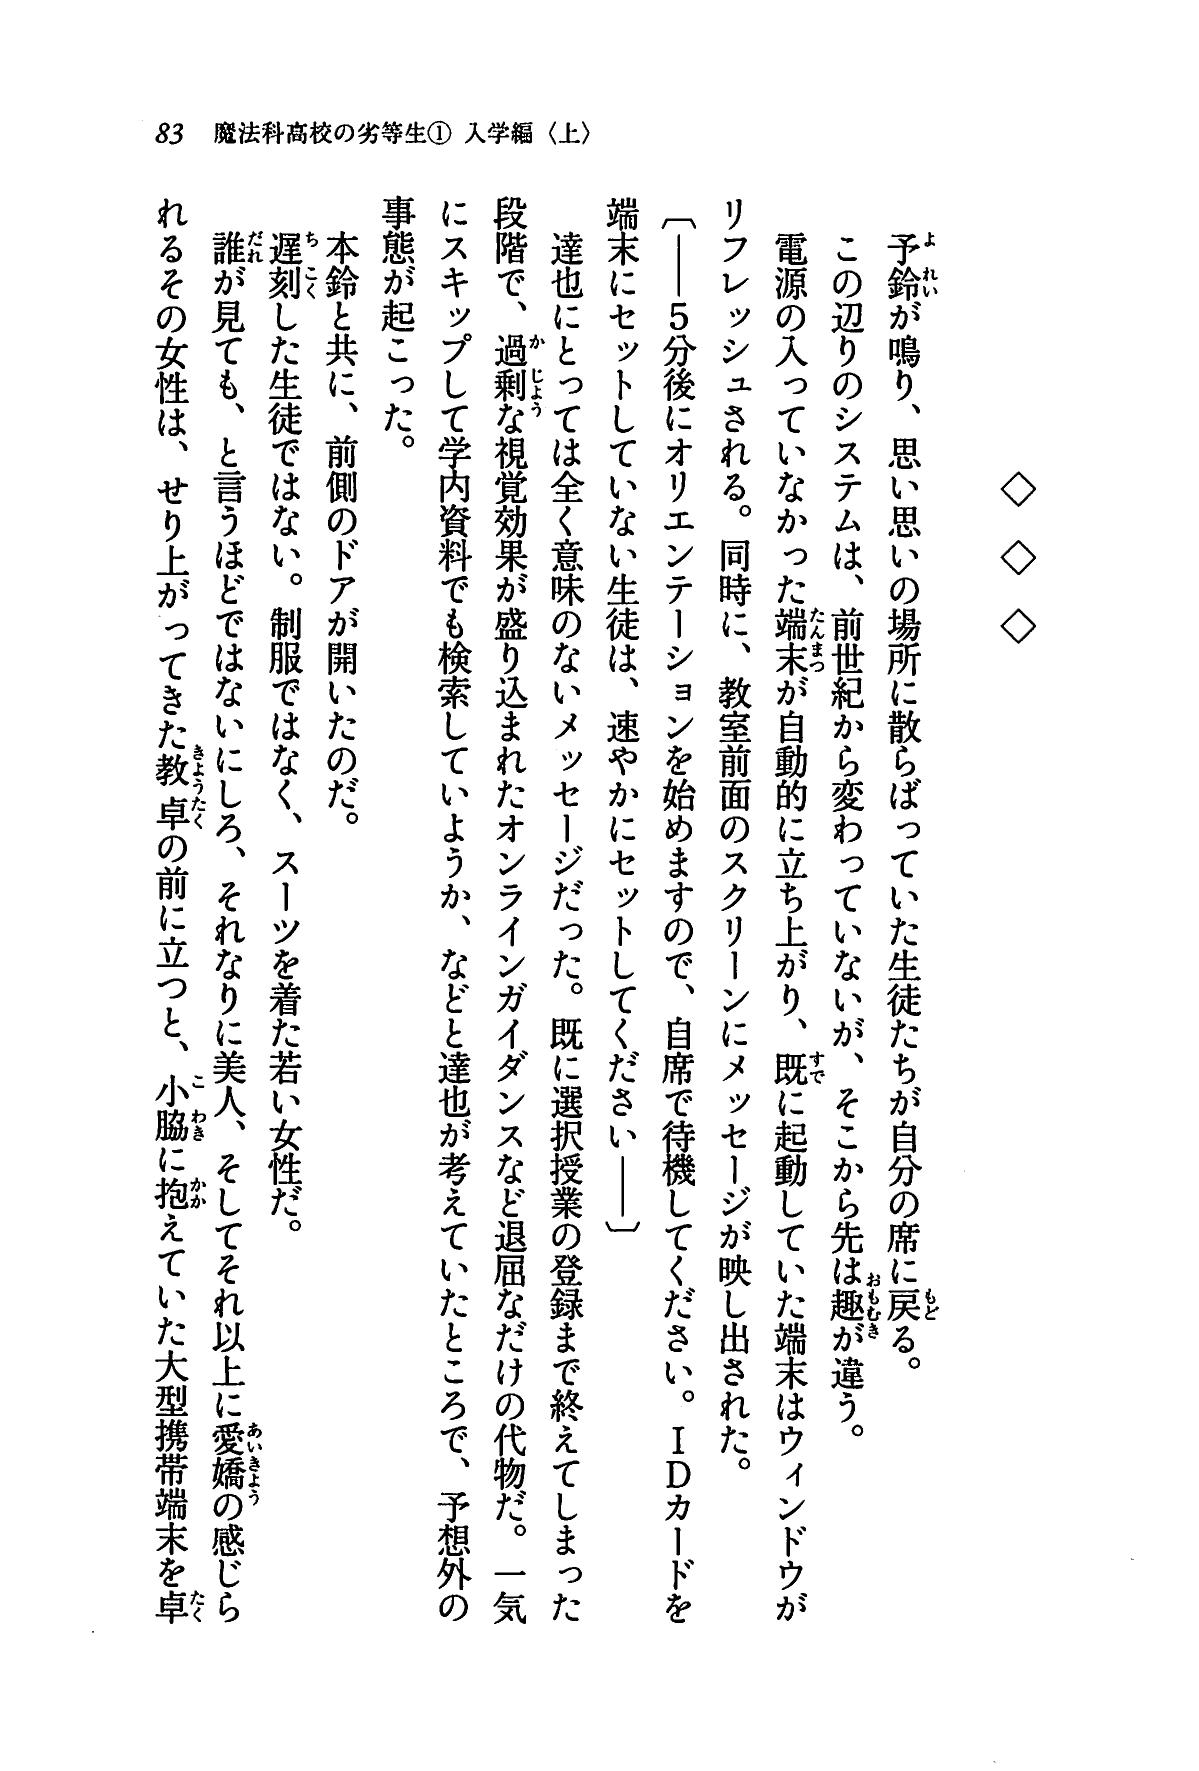 83 魔法科高校の劣等生① 入学編〈上〉
◇ ◇ ◇
予鈴が鳴り、思い思いの場所に散らばっていた生徒たちが自分の席に戻る。
この辺りのシステムは、前世紀から変わっていないが、そこから先は趣が違う。
電源の入っていなかった端末が自動的に立ち上がり、既に起動していた端末はウィンドウが
リフレッシュされる。同時に、教室前面のスクリーンにメッセージが映し出された。
〔――5分後にオリエンテーションを始めますので、自席で待機してください。IDカードを
端末にセットしていない生徒は、速やかにセットしてください――〕
達也にとっては全く意味のないメッセージだった。既に選択授業の登録まで終えてしまった
段階で、過剰な視覚効果が盛り込まれたオンラインガイダンスなど退屈なだけの代物だ。一気
にスキップして学内資料でも検索していようか、などと達也が考えていたところで、予想外の
事態が起こった。
本鈴と共に、前側のドアが開いたのだ。
遅刻した生徒ではない。制服ではなく、スーツを着た若い女性だ。
誰が見ても、と言うほどではないにしろ、それなりに美人、そしてそれ以上に愛嬌の感じら
れるその女性は、せり上がってきた教卓の前に立つと、小脇に抱えていた大型携帯端末を卓